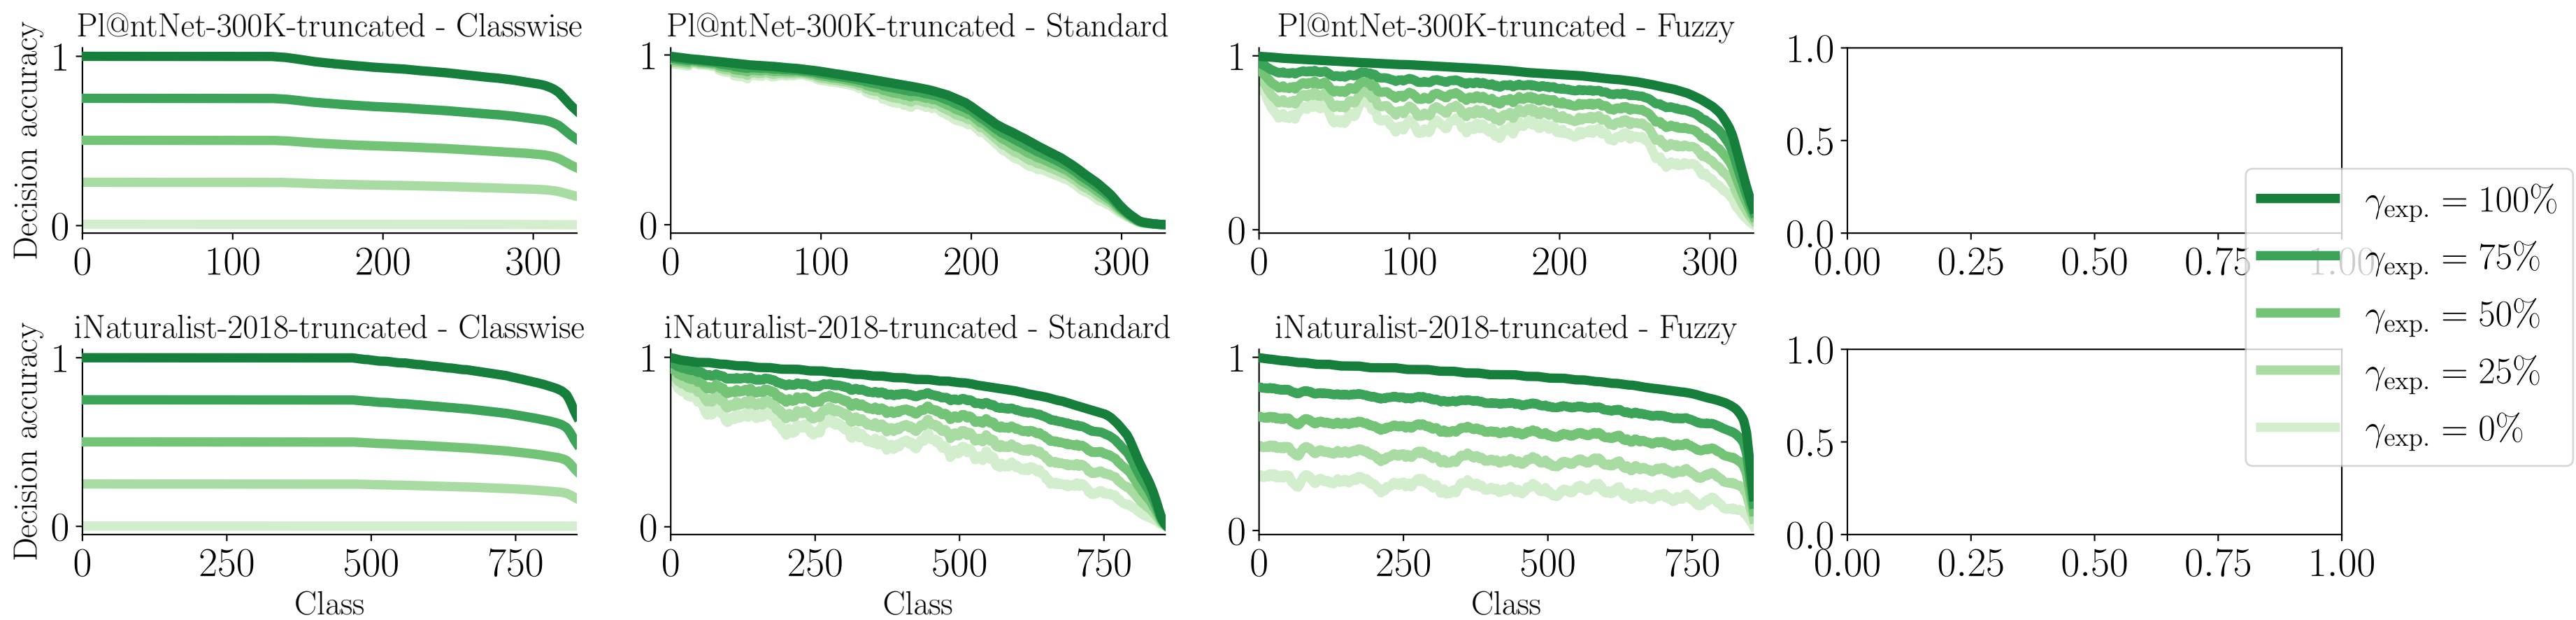 Pl@ntNet-300K-truncated - Classwise
Decision accuracy
1
0
0 100 200 300
Pl@ntNet-300K-truncated - Standard
1
0
0 100 200 300
Pl@ntNet-300K-truncated - Fuzzy
1
0
0 100 200 300
1.0
0.5
0.0
0.00 0.25 0.50 0.75 1.00
iNaturalist-2018-truncated - Classwise
Decision accuracy
1
0
0 250 500 750
Class
iNaturalist-2018-truncated - Standard
1
0
0 250 500 750
Class
iNaturalist-2018-truncated - Fuzzy
1
0
0 250 500 750
Class
1.0
0.5
0.0
0.00 0.25 0.50 0.75 1.00
γexp. = 100%
γexp. = 75%
γexp. = 50%
γexp. = 25%
γexp. = 0%